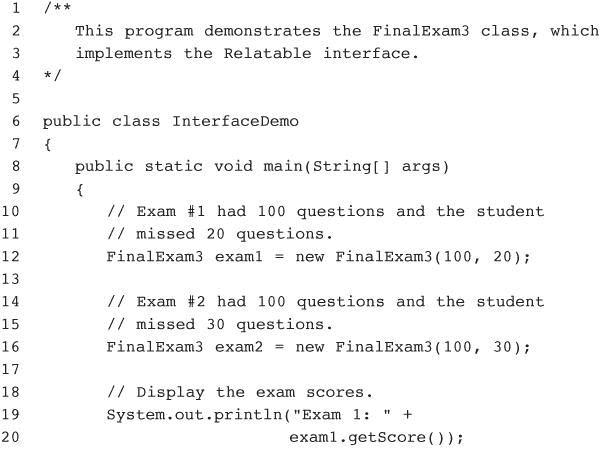 1 /**
2 This program demonstrates the FinalExam3 class, which
3 implements the Relatable interface.
4 */
5
6 public class InterfaceDemo
7 {
8 public static void main(String[] args)
9 {
10 // Exam #1 had 100 questions and the student
11 // missed 20 questions.
12 FinalExam3 exam1 = new FinalExam3(100, 20);
13
14 // Exam #2 had 100 questions and the student
15 // missed 30 questions.
16 FinalExam3 exam2 = new FinalExam3(100, 30);
17
18 // Display the exam scores.
19 System.out.println("Exam 1: " +
20 exam1.getScore());